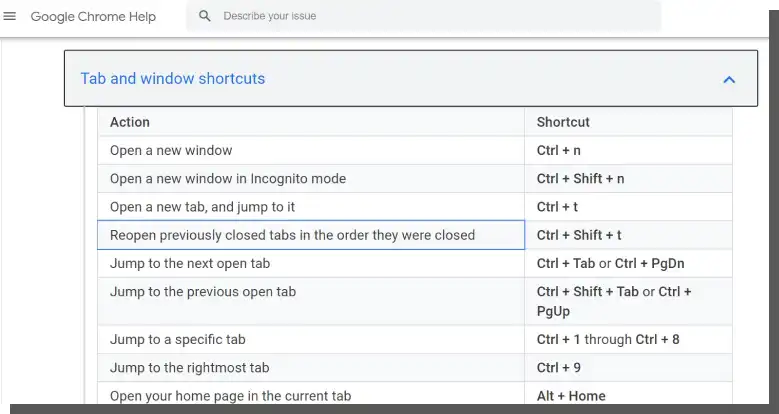 Google Chrome Help
Describe your issue
Tab and window shortcuts
Action Shortcut
Open a new window Ctrl + n
Open a new window in Incognito mode Ctrl + Shift + n
Open a new tab, and jump to it Ctrl + t
Reopen previously closed tabs in the order they were closed Ctrl + Shift + t
Jump to the next open tab Ctrl + Tab or Ctrl + PgDn
Jump to the previous open tab Ctrl + Shift + Tab or Ctrl +
PgUp
Jump to a specific tab Ctrl + 1 through Ctrl + 8
Jump to the rightmost tab Ctrl + 9
Open your home page in the current tab Alt + Home